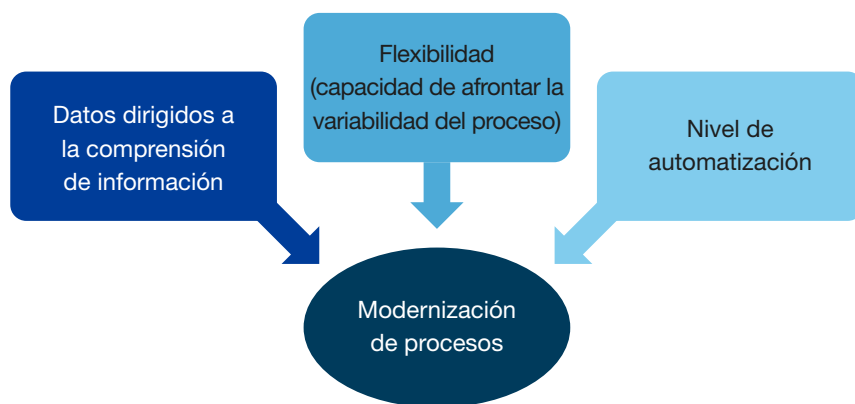 Datos dirigidos a
la comprensión
de información
Flexibilidad
(capacidad de afrontar la
variabilidad del proceso)
Nivel de
automatización
Modernización
de procesos